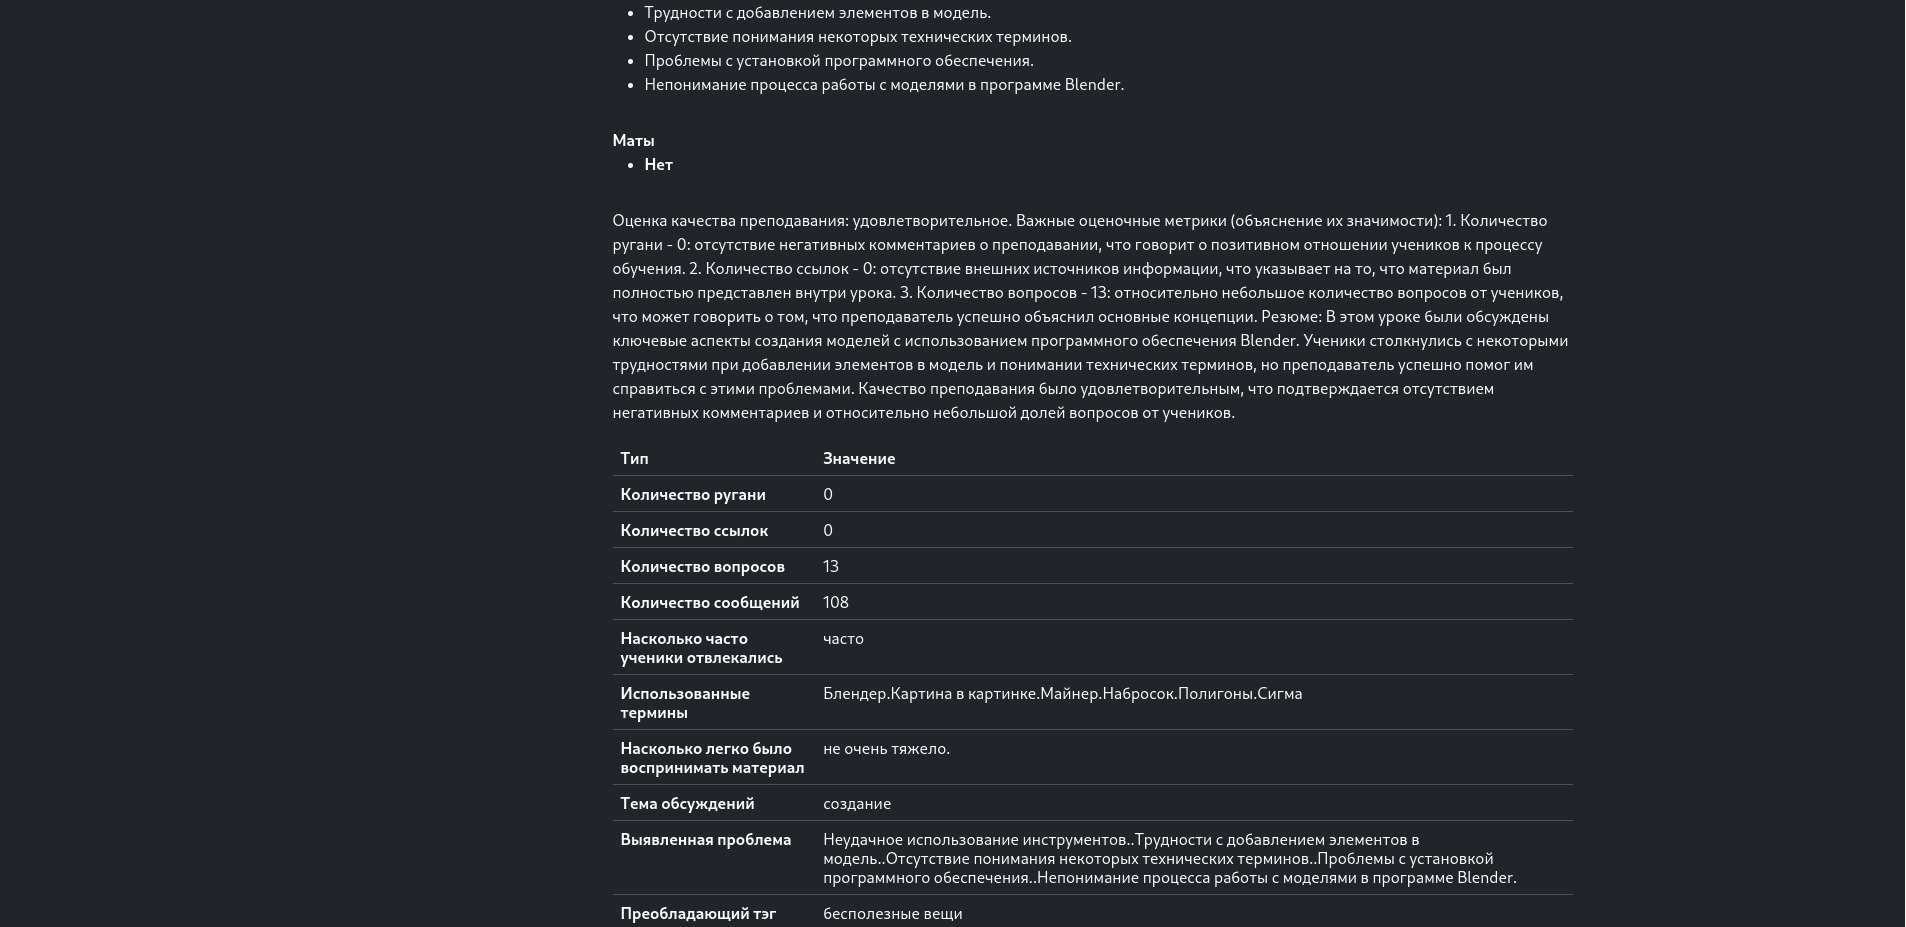 • Трудности с добавлением элементов в модель.
• Отсутствие понимания некоторых технических терминов.
• Проблемы с установкой программного обеспечения.
• Непонимание процесса работы с моделями в программе Blender.
Маты
• Нет
Оценка качества преподавания: удовлетворительное. Важные оценочные метрики (объяснение их значимости): 1. Количество
ругани - 0: отсутствие негативных комментариев о преподавании, что говорит о позитивном отношении учеников к процессу
обучения. 2. Количество ссылок - 0: отсутствие внешних источников информации, что указывает на то, что материал был
полностью представлен внутри урока. 3. Количество вопросов - 13: относительно небольшое количество вопросов от учеников,
что может говорить о том, что преподаватель успешно объяснил основные концепции. Резюме: В этом уроке были обсуждены
ключевые аспекты создания моделей с использованием программного обеспечения Blender. Ученики столкнулись с некоторыми
трудностями при добавлении элементов в модель и понимании технических терминов, но преподаватель успешно помог им
справиться с этими проблемами. Качество преподавания было удовлетворительным, что подтверждается отсутствием
негативных комментариев и относительно небольшой долей вопросов от учеников.
Тип Значение
Количество ругани 0
Количество ссылок 0
Количество вопросов 13
Количество сообщений 108
Насколько часто часто
ученики отвлекались
Использованные Блендер.Картина в картинке.Майнер.Набросок.Полигоны.Сигма
термины
Насколько легко было не очень тяжело.
воспринимать материал
Тема обсуждений создание
Выявленная проблема Неудачное использование инструментов..Трудности с добавлением элементов в
модель..Отсутствие понимания некоторых технических терминов..Проблемы с установкой
программного обеспечения..Непонимание процесса работы с моделями в программе Blender.
Преобладающий тэг бесполезные вещи